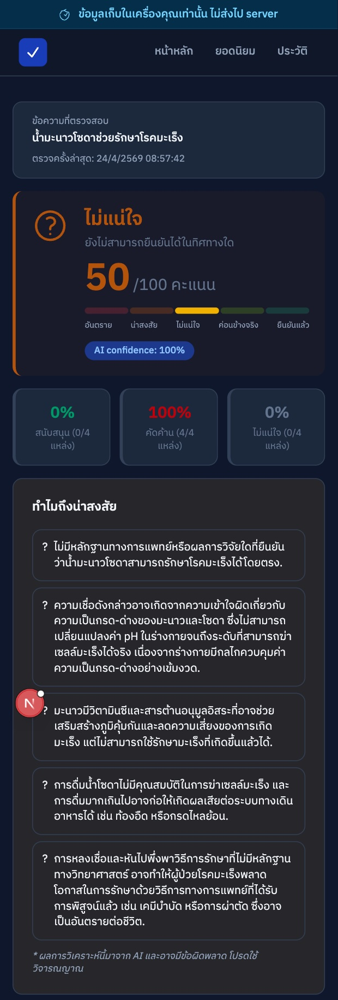 ข้อมูลเก็บในเครื่องคุณเท่านั้น ไม่ส่งไป server
หน้าหลัก ยอดนิยม ประวัติ
ข้อความที่ตรวจสอบ
น้ำมะนาวโซดาช่วยรักษาโรคมะเร็ง
ตรวจครั้งล่าสุด: 24/4/2569 08:57:42
ไม่แน่ใจ
ยังไม่สามารถยืนยันได้ในทิศทางใด
50 /100 คะแนน
อันตราย น่าสงสัย ไม่แน่ใจ ค่อนข้างจริง ยืนยันแล้ว
AI confidence: 100%
0% 100% 0%
สนับสนุน (0/4 คัดค้าน (4/4 ไม่แน่ใจ (0/4
แหล่ง) แหล่ง) แหล่ง)
ทำไมถึงน่าสงสัย
? ไม่มีหลักฐานทางการแพทย์หรือผลการวิจัยใดที่ยืนยัน
ว่าน้ำมะนาวโซดาสามารถรักษาโรคมะเร็งได้โดยตรง.
? ความเชื่อดังกล่าวอาจเกิดจากความเข้าใจผิดเกี่ยวกับ
ความเป็นกรด-ด่างของมะนาวและโซดา ซึ่งไม่สามารถ
เปลี่ยนแปลงค่า pH ในร่างกายจนถึงระดับที่สามารถฆ่า
เซลล์มะเร็งได้จริง เนื่องจากร่างกายมีกลไกควบคุมค่า
ความเป็นกรด-ด่างอย่างเข้มงวด.
N
? มะนาวมีวิตามินซีและสารต้านอนุมูลอิสระที่อาจช่วย
เสริมสร้างภูมิคุ้มกันและลดความเสี่ยงของการเกิด
มะเร็ง แต่ไม่สามารถใช้รักษามะเร็งที่เกิดขึ้นแล้วได้.
? การดื่มน้ำโซดาไม่มีคุณสมบัติในการฆ่าเซลล์มะเร็ง และ
การดื่มมากเกินไปอาจก่อให้เกิดผลเสียต่อระบบทางเดิน
อาหารได้ เช่น ท้องอืด หรือกรดไหลย้อน.
? การหลงเชื่อและหันไปพึ่งพาวิธีการรักษาที่ไม่มีหลักฐาน
ทางวิทยาศาสตร์ อาจทำให้ผู้ป่วยโรคมะเร็งพลาด
โอกาสในการรักษาด้วยวิธีการทางการแพทย์ที่ได้รับ
การพิสูจน์แล้ว เช่น เคมีบำบัด หรือการผ่าตัด ซึ่งอาจ
เป็นอันตรายต่อชีวิต.
* ผลการวิเคราะห์นี้มาจาก AI และอาจมีข้อผิดพลาด โปรดใช้
วิจารณญาณ